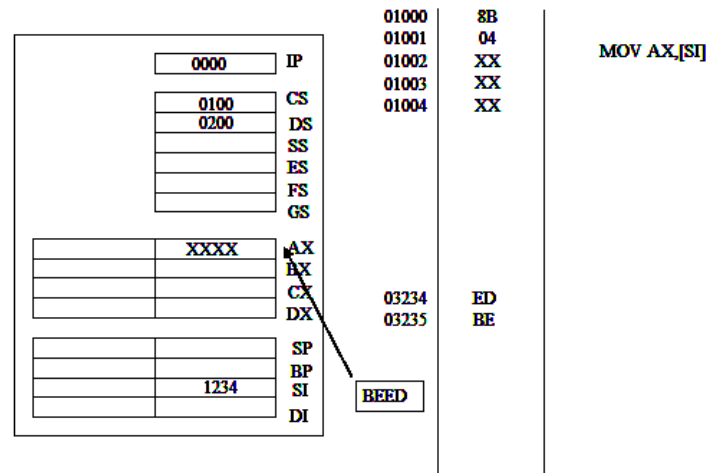 01000 8B
01001 04
MOV AX,[SI]
0000 IP
01002 XX
01003 XX
0100 CS
01004 XX
0200 DS
SS
ES
FS
GS
XXXX AX
BX
CX
03234 ED
DX
03235 BE
SP
BP
1234 SI
BEED
DI